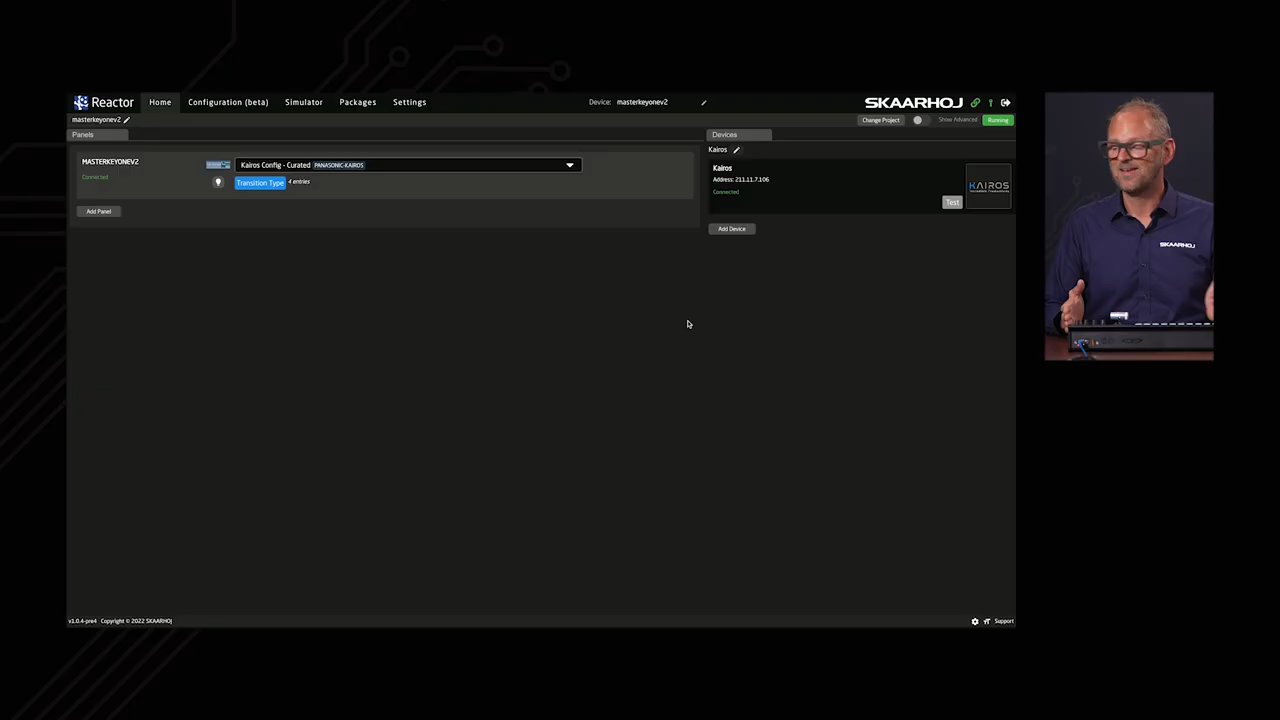 Reactor
Home
Configuration (beta)
Simulator
Packages
Settings
Device: masterkeyonev2
SKAARHOJ
masterkeyonev2
Change Project
Show Advanced
Running
Panels
Devices
MASTERKEYONEV2
Connected
Kairos Config - Curated PANASONIC-KAIROS
Transition Type 4 entries
Add Panel
Kairos
Kairos
Address: 211.11.7.106
Connected
KAIROS
Test
Add Device
SKAARHOJ
v1.0.4-pre4 Copyright © 2022 SKAARHOJ
Support